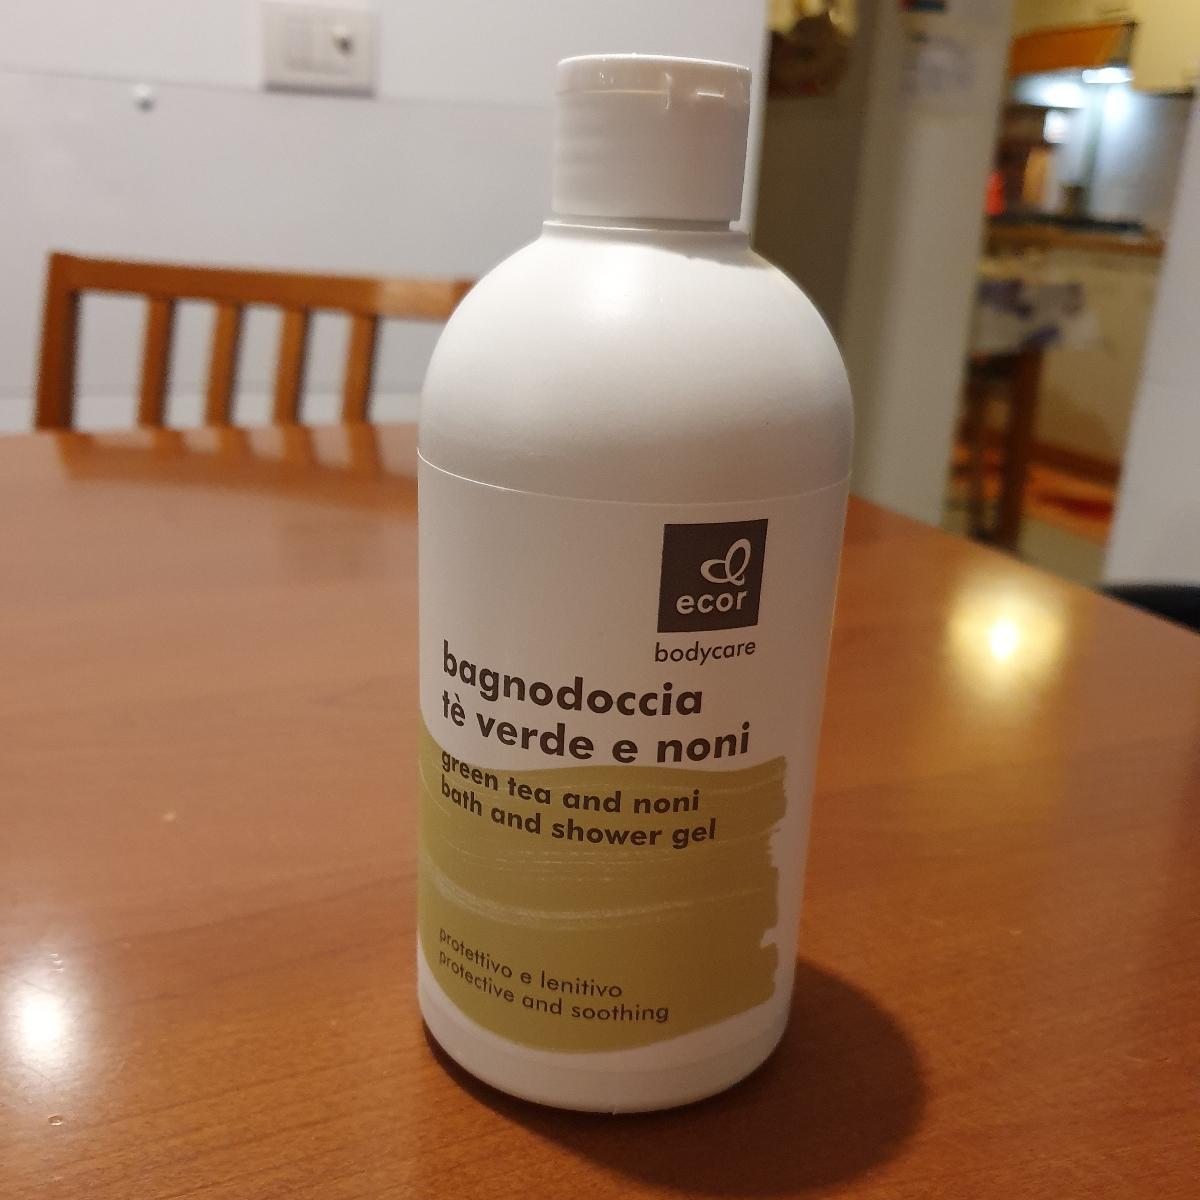 ecor
bodycare
bagnodoccia
tè verde e noni
green tea and noni
bath and shower gel
protettivo e lenitivo
protective and soothing